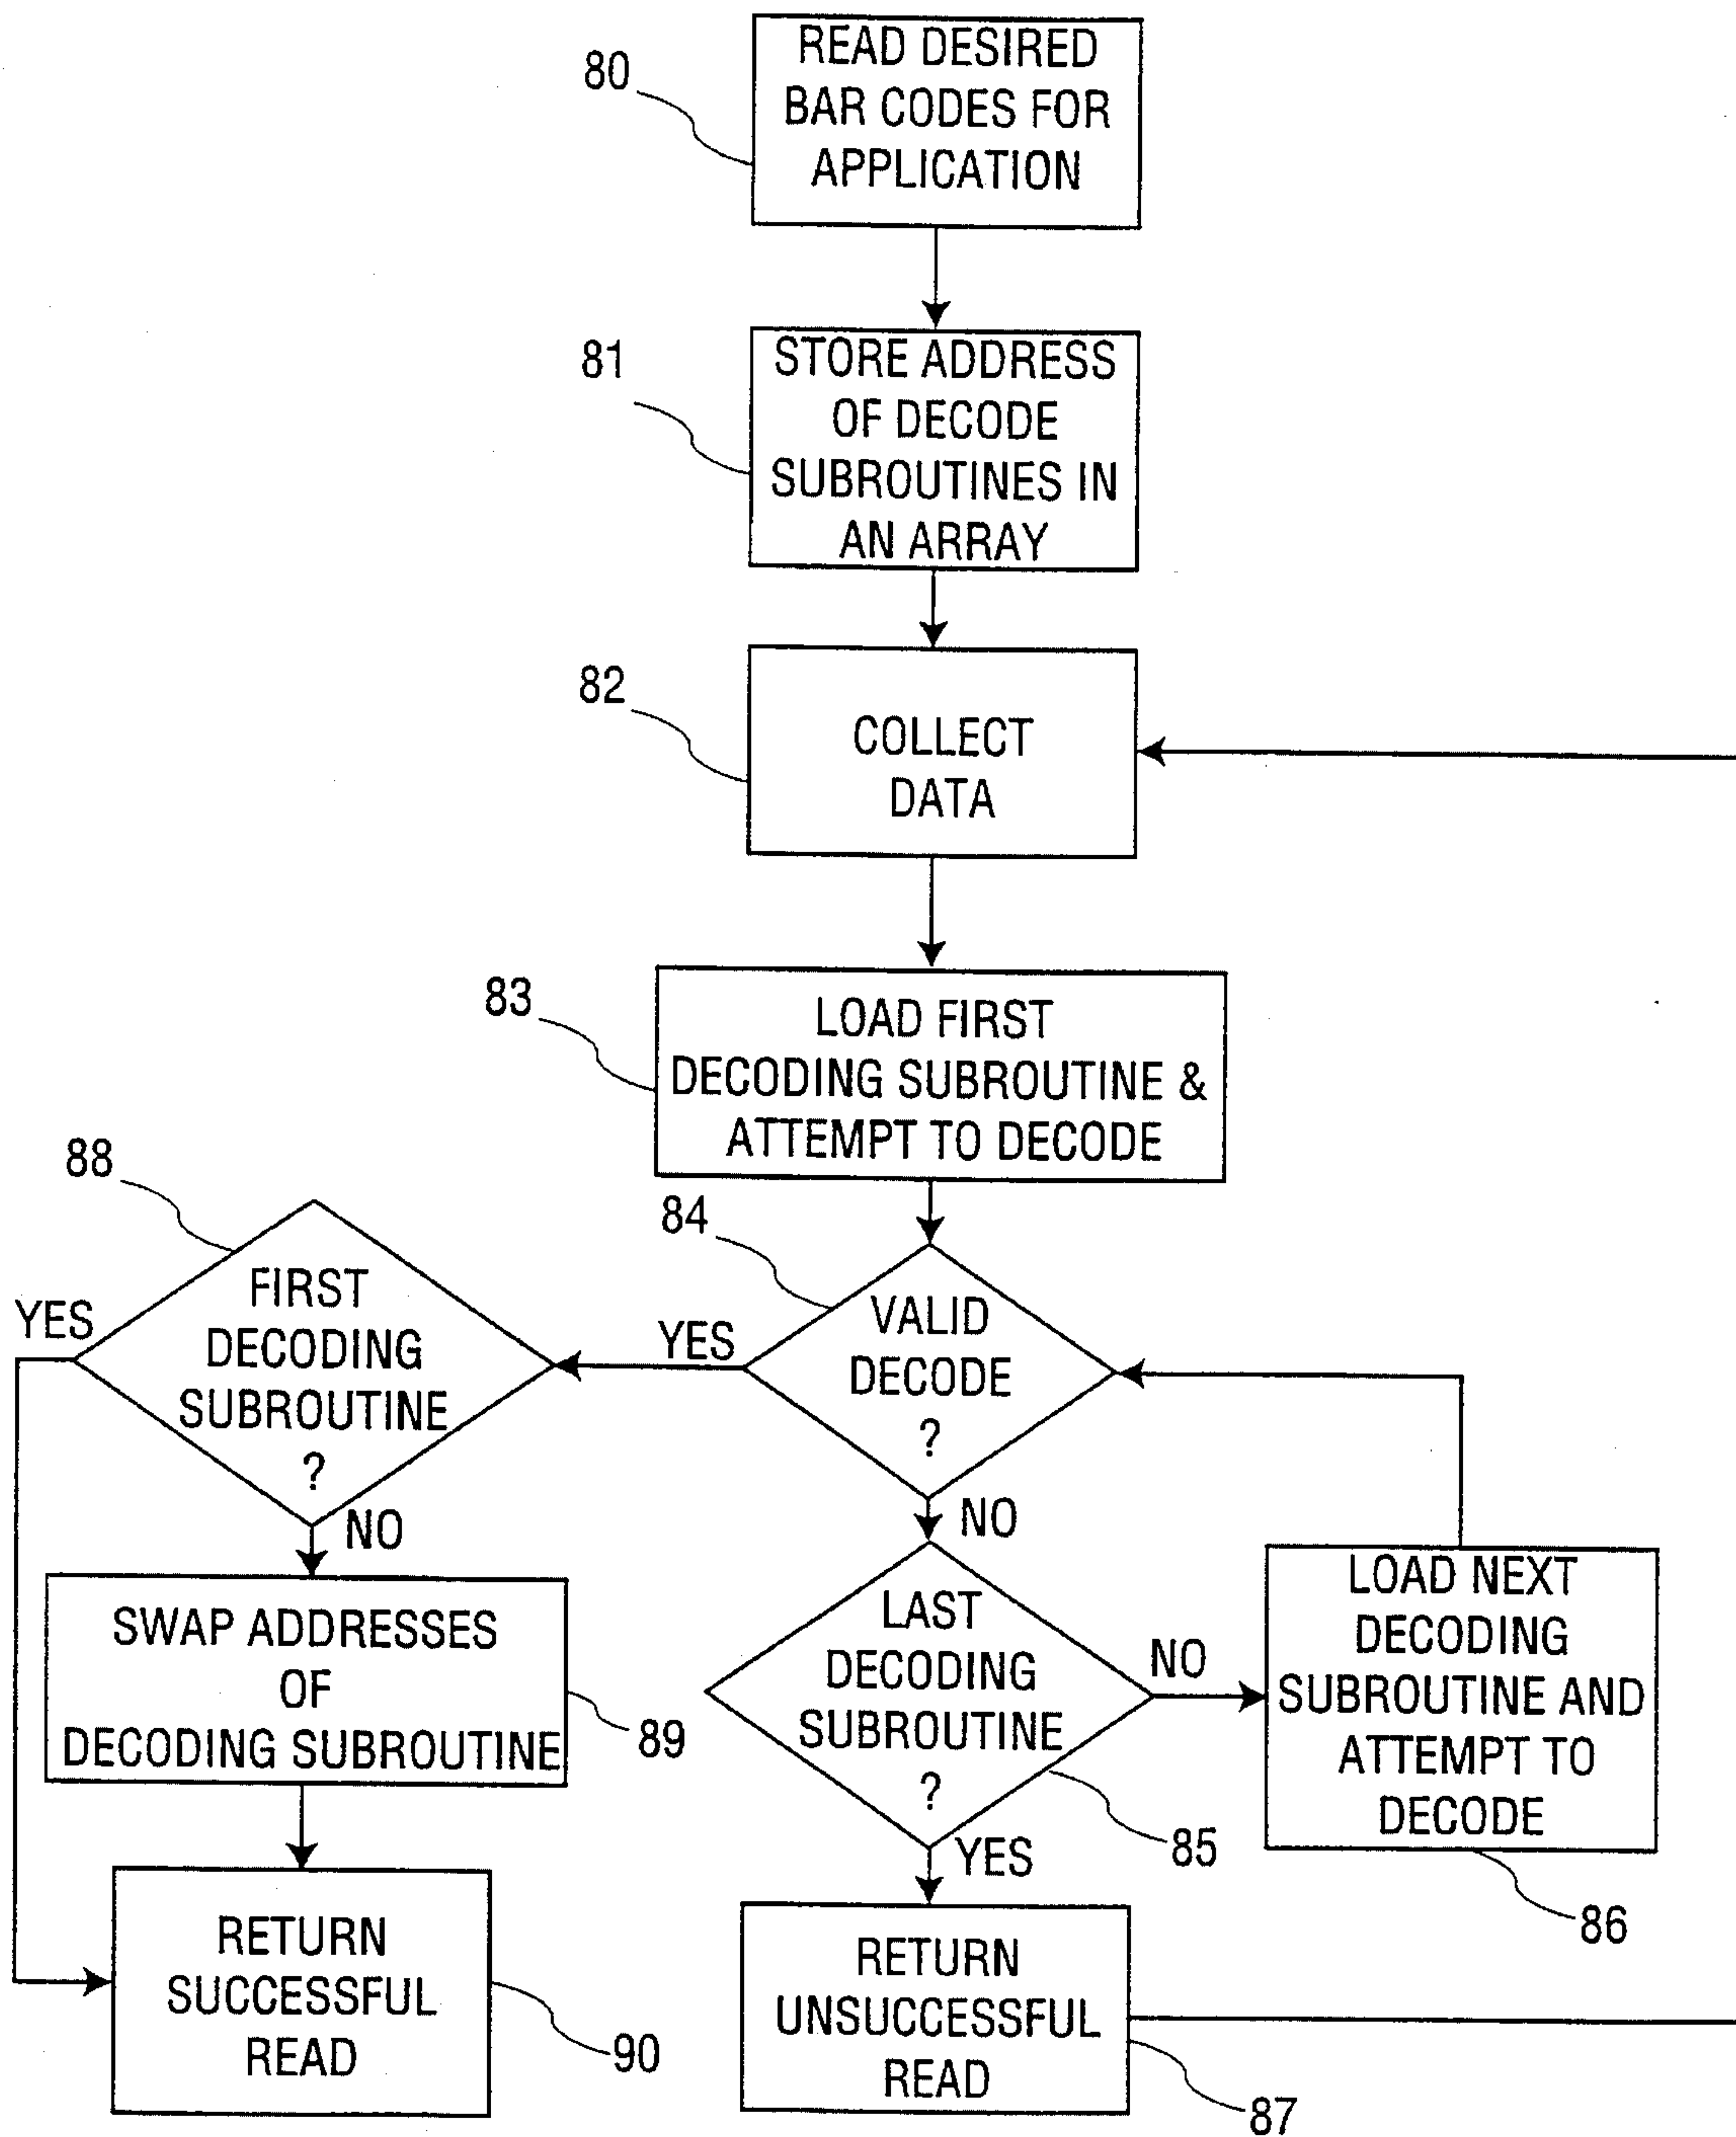 80
READ DESIRED
BAR CODES FOR
APPLICATION
81
STORE ADDRESS
OF DECODE
SUBROUTINES IN
AN ARRAY
82
COLLECT
DATA
83
LOAD FIRST
DECODING SUBROUTINE &
ATTEMPT TO DECODE
84
VALID
DECODE
?
YES
NO
88
FIRST
DECODING
SUBROUTINE
?
YES
NO
LAST
DECODING
SUBROUTINE
?
85
NO
YES
LOAD NEXT
DECODING
SUBROUTINE AND
ATTEMPT TO
DECODE
86
SWAP ADDRESSES
OF
DECODING SUBROUTINE
89
RETURN
SUCCESSFUL
READ
90
RETURN
UNSUCCESSFUL
READ
87